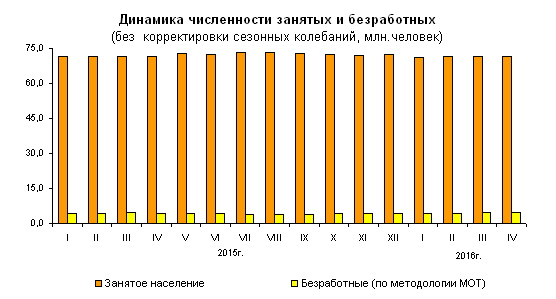 Динамика численности занятых и безработных
(без корректировки сезонных колебаний, млн.человек)
75,0
60,0
45,0
30,0
15,0
0,0
I II III IV V VI VII VIII IX X XI XII I II III IV
2015г. 2016г.
Занятое население Безработные (по методологии МОТ)